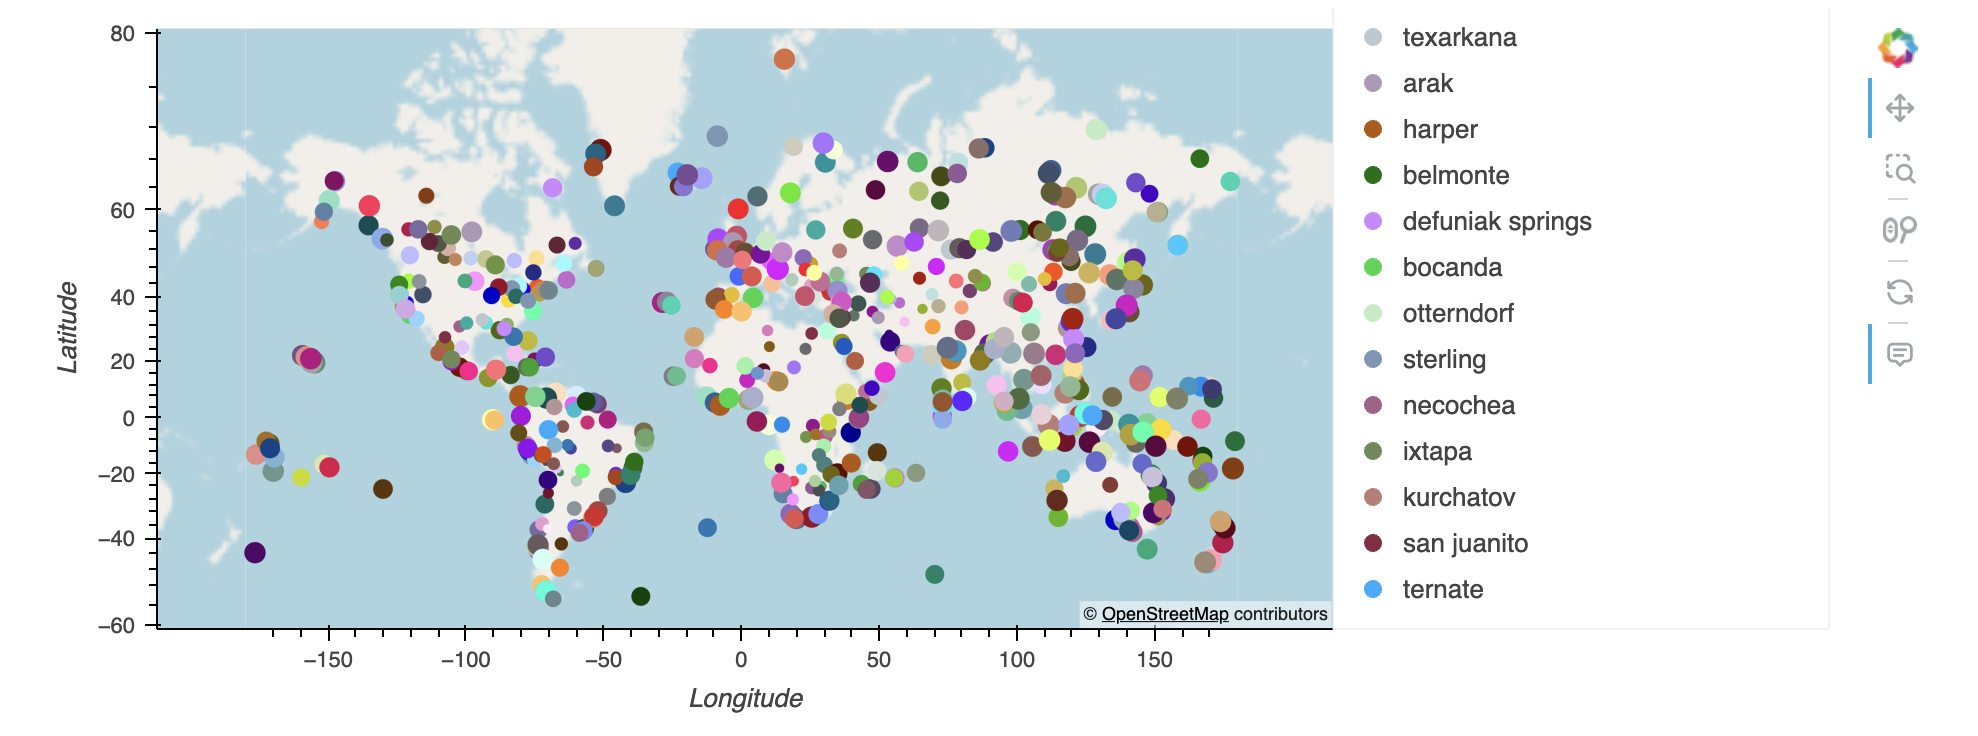 80
60
40
20
0
−20
−40
−60
Latitude
−150 −100 −50 0 50 100 150
Longitude
© OpenStreetMap contributors
texarkana
arak
harper
belmonte
defuniak springs
bocanda
otterndorf
sterling
necochea
ixtapa
kurchatov
san juanito
ternate